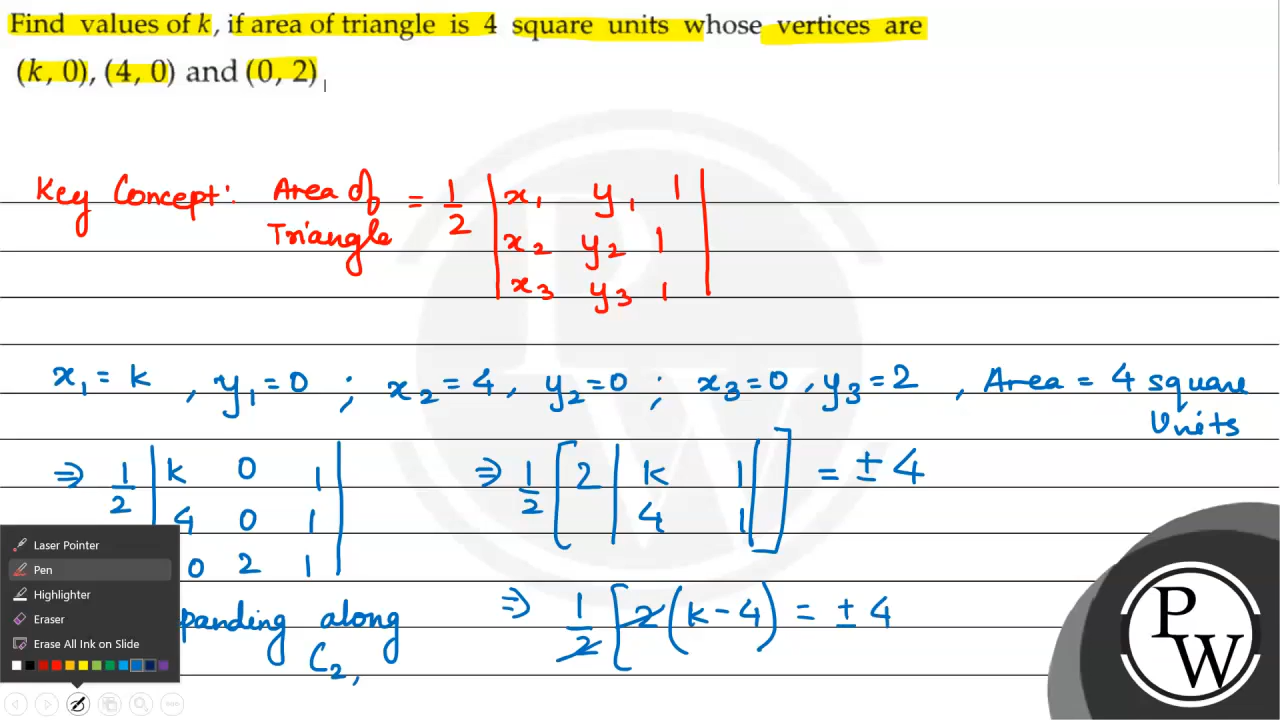 Find values of k, if area of triangle is 4 square units whose vertices are
(k, 0), (4, 0) and (0, 2)
Key Concept: Area of Triangle = 1/2 | x₁ y₁ 1 |
| x₂ y₂ 1 |
| x₃ y₃ 1 |
x₁ = k , y₁ = 0 ; x₂ = 4, y₂ = 0 ; x₃ = 0, y₃ = 2 , Area = 4 square
Units
⇒ 1/2 | k 0 1 |
4 0 1 |
0 2 1 |
panding along
C₂,
⇒ 1/2 [ 2 | k 1 | ] = ± 4
| 4 1 |
⇒ 1/2 [ 2 (k - 4) = ± 4
Laser Pointer
Pen
Highlighter
Eraser
Erase All Ink on Slide
P
W
P
W